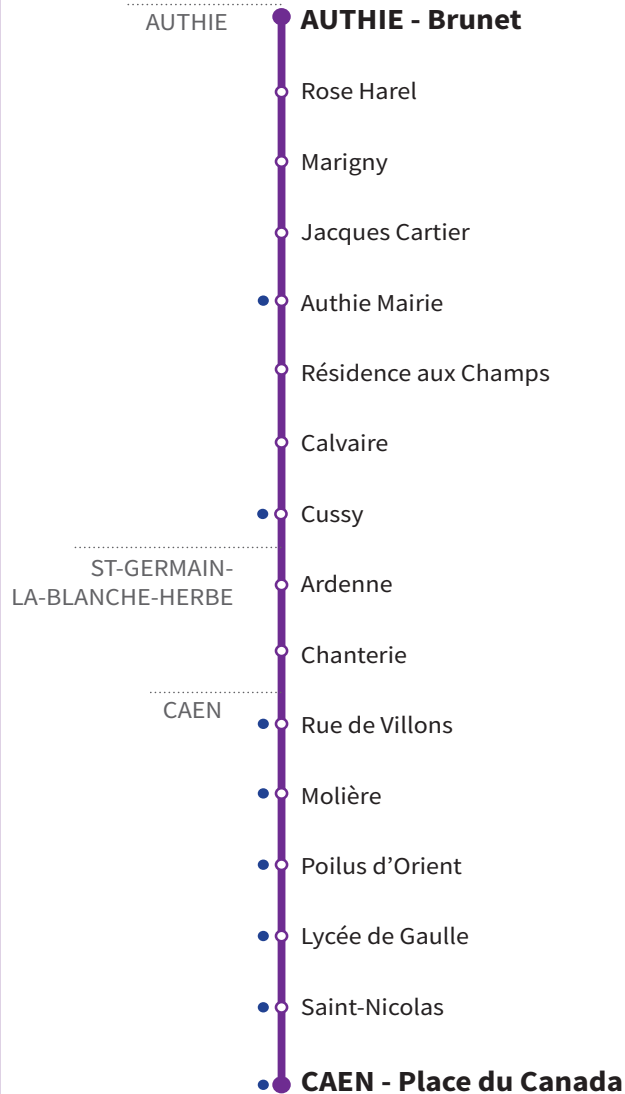 AUTHIE
AUTHIE - Brunet
Rose Harel
Marigny
Jacques Cartier
Authie Mairie
Résidence aux Champs
Calvaire
Cussy
ST-GERMAIN-
LA-BLANCHE-HERBE
Ardenne
Chanterie
CAEN
Rue de Villons
Molière
Poilus d’Orient
Lycée de Gaulle
Saint-Nicolas
CAEN - Place du Canada